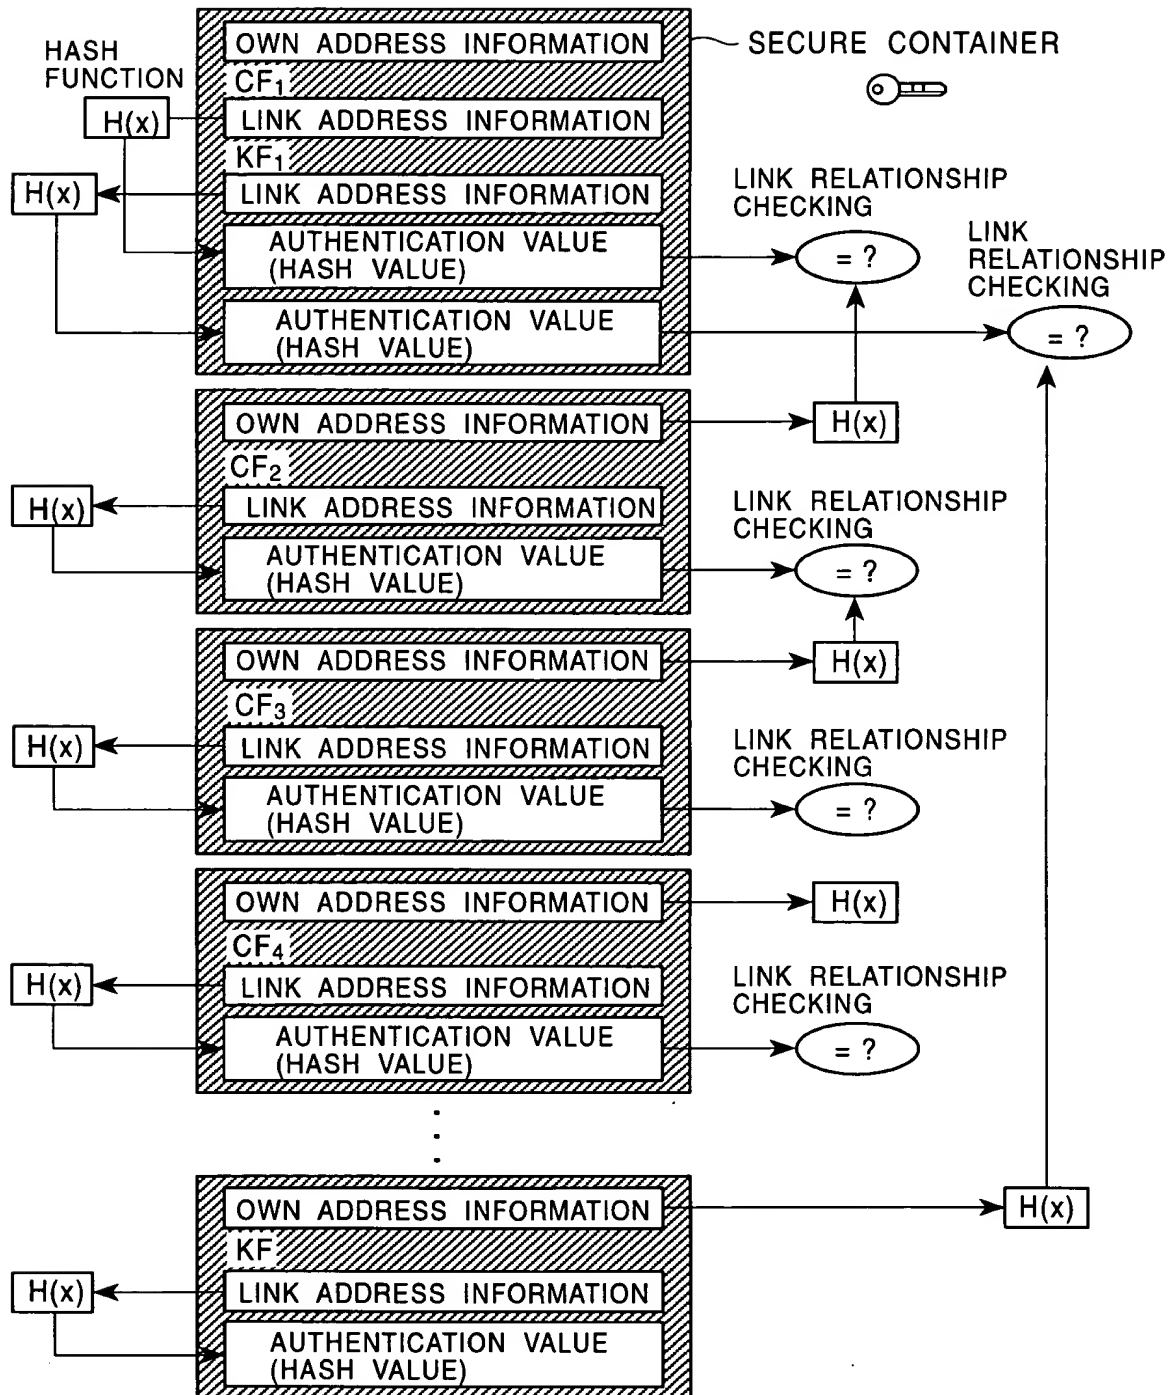 OWN ADDRESS INFORMATION
SECURE CONTAINER
HASH
FUNCTION
CF1
H(x)
LINK ADDRESS INFORMATION
KF1
H(x)
LINK ADDRESS INFORMATION
LINK RELATIONSHIP
CHECKING
AUTHENTICATION VALUE
(HASH VALUE)
= ?
LINK
RELATIONSHIP
CHECKING
AUTHENTICATION VALUE
(HASH VALUE)
= ?
OWN ADDRESS INFORMATION
H(x)
CF2
H(x)
LINK ADDRESS INFORMATION
LINK RELATIONSHIP
CHECKING
AUTHENTICATION VALUE
(HASH VALUE)
= ?
OWN ADDRESS INFORMATION
H(x)
CF3
H(x)
LINK ADDRESS INFORMATION
LINK RELATIONSHIP
CHECKING
AUTHENTICATION VALUE
(HASH VALUE)
= ?
OWN ADDRESS INFORMATION
H(x)
CF4
H(x)
LINK ADDRESS INFORMATION
LINK RELATIONSHIP
CHECKING
AUTHENTICATION VALUE
(HASH VALUE)
= ?
OWN ADDRESS INFORMATION
H(x)
KF
H(x)
LINK ADDRESS INFORMATION
AUTHENTICATION VALUE
(HASH VALUE)